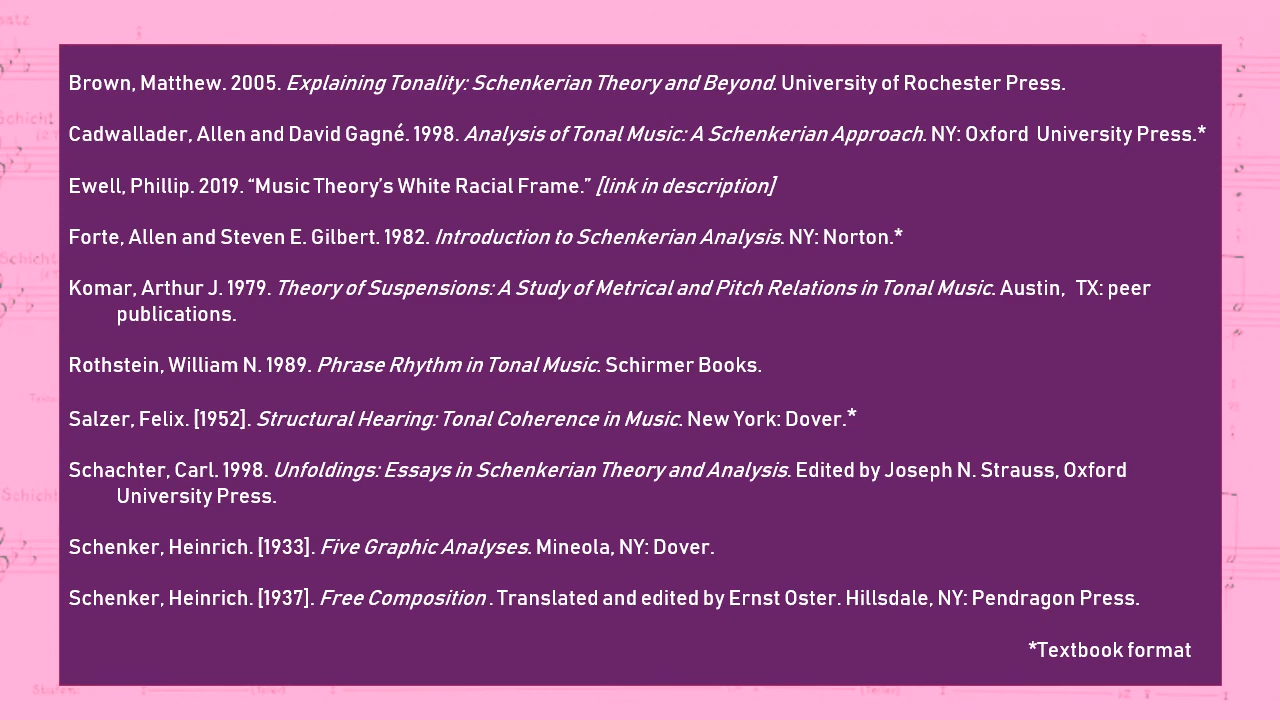 satz
Brown, Matthew. 2005. Explaining Tonality: Schenkerian Theory and Beyond. University of Rochester Press.
Cadwallader, Allen and David Gagné. 1998. Analysis of Tonal Music: A Schenkerian Approach. NY: Oxford University Press.*
Ewell, Phillip. 2019. “Music Theory’s White Racial Frame.” [link in description]
Forte, Allen and Steven E. Gilbert. 1982. Introduction to Schenkerian Analysis. NY: Norton.*
Komar, Arthur J. 1979. Theory of Suspensions: A Study of Metrical and Pitch Relations in Tonal Music. Austin, TX: peer
publications.
Rothstein, William N. 1989. Phrase Rhythm in Tonal Music. Schirmer Books.
Salzer, Felix. [1952]. Structural Hearing: Tonal Coherence in Music. New York: Dover.*
Schachter, Carl. 1998. Unfoldings: Essays in Schenkerian Theory and Analysis. Edited by Joseph N. Strauss, Oxford
University Press.
Schenker, Heinrich. [1933]. Five Graphic Analyses. Mineola, NY: Dover.
Schenker, Heinrich. [1937]. Free Composition . Translated and edited by Ernst Oster. Hillsdale, NY: Pendragon Press.
*Textbook format